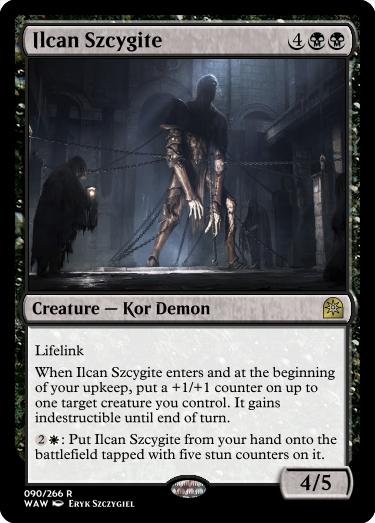 Ilcan Szcygite 4
Creature — Kor Demon
Lifelink
When Ilcan Szcygite enters and at the beginning
of your upkeep, put a +1/+1 counter on up to
one target creature you control. It gains
indestructible until end of turn.
2 : Put Ilcan Szcygite from your hand onto the
battlefield tapped with five stun counters on it.
4/5
090/266 R
WAW Eryk Szczygiel